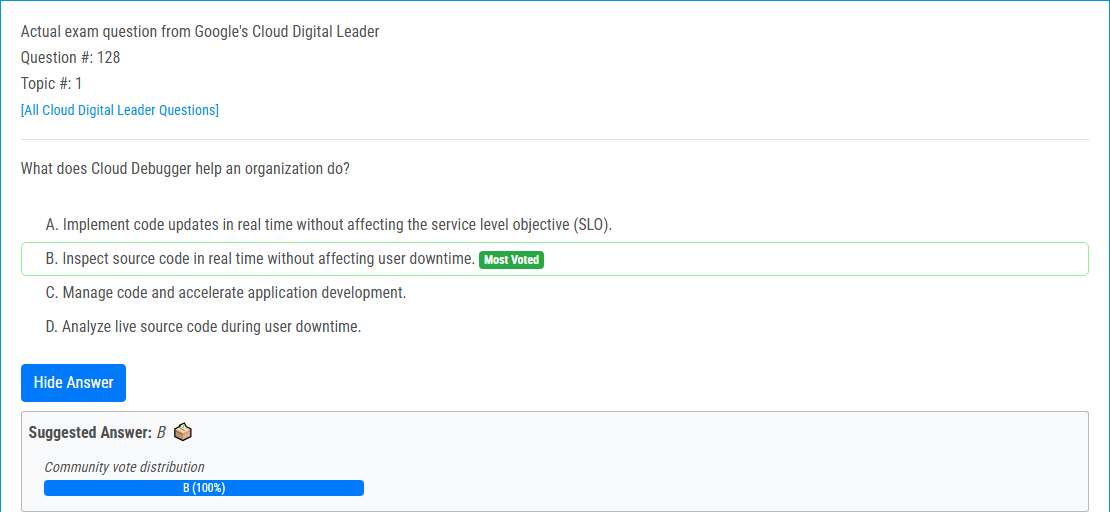 Actual exam question from Google's Cloud Digital Leader
Question #: 128
Topic #: 1
[All Cloud Digital Leader Questions]
What does Cloud Debugger help an organization do?
A. Implement code updates in real time without affecting the service level objective (SLO).
B. Inspect source code in real time without affecting user downtime. Most Voted
C. Manage code and accelerate application development.
D. Analyze live source code during user downtime.
Hide Answer
Suggested Answer: B
Community vote distribution
B (100%)